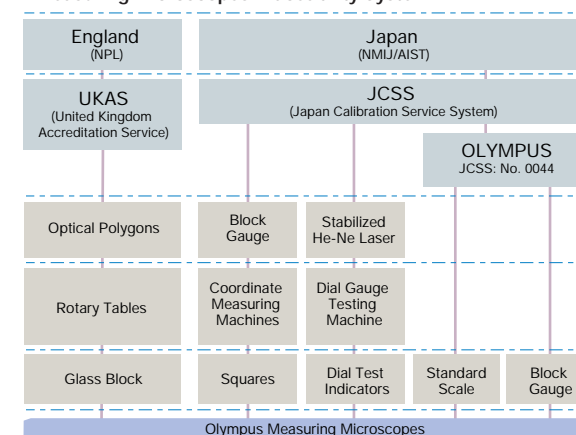 England
(NPL)
Japan
(NMIJ/AIST)
UKAS
(United Kingdom
Accreditation Service)
JCSS
(Japan Calibration Service System)
OLYMPUS
JCSS: No. 0044
Optical Polygons
Block
Gauge
Stabilized
He-Ne Laser
Rotary Tables
Coordinate
Measuring
Machines
Dial Gauge
Testing
Machine
Glass Block
Squares
Dial Test
Indicators
Standard
Scale
Block
Gauge
Olympus Measuring Microscopes